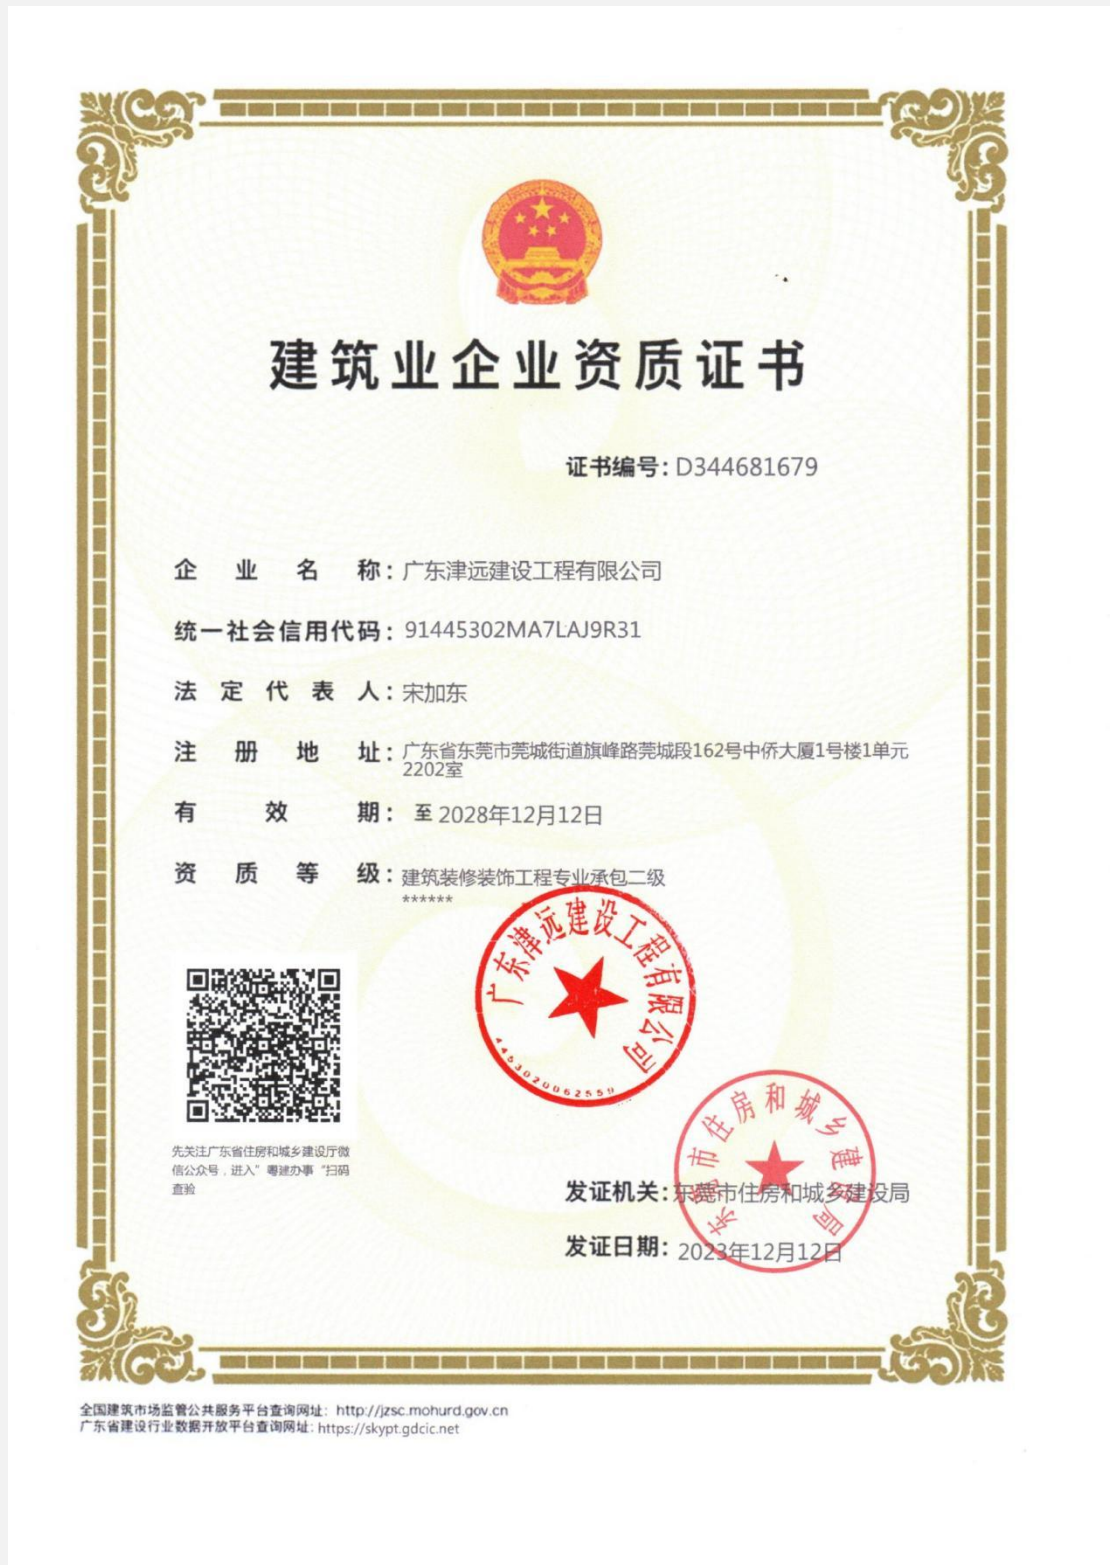 建筑业企业资质证书
证书编号：D344681679
企业名称：广东津远建设工程有限公司
统一社会信用代码：91445302MA7LAJ9R31
法定代表人：宋加东
注册地址：广东省东莞市莞城街道旗峰路莞城段162号中侨大厦1号楼1单元
2202室
有效期：至 2028年12月12日
资质等级：建筑装修装饰工程专业承包二级
******
广东津远建设工程有限公司
4453020062559
先关注广东省住房和城乡建设厅微
信公众号，进入”粤建办事“扫码
查验
东莞市住房和城乡建设局
发证机关：东莞市住房和城乡建设局
发证日期：2023年12月12日
全国建筑市场监管公共服务平台查询网址：http://jzsc.mohurd.gov.cn
广东省建设行业数据开放平台查询网址：https://skypt.gdcic.net